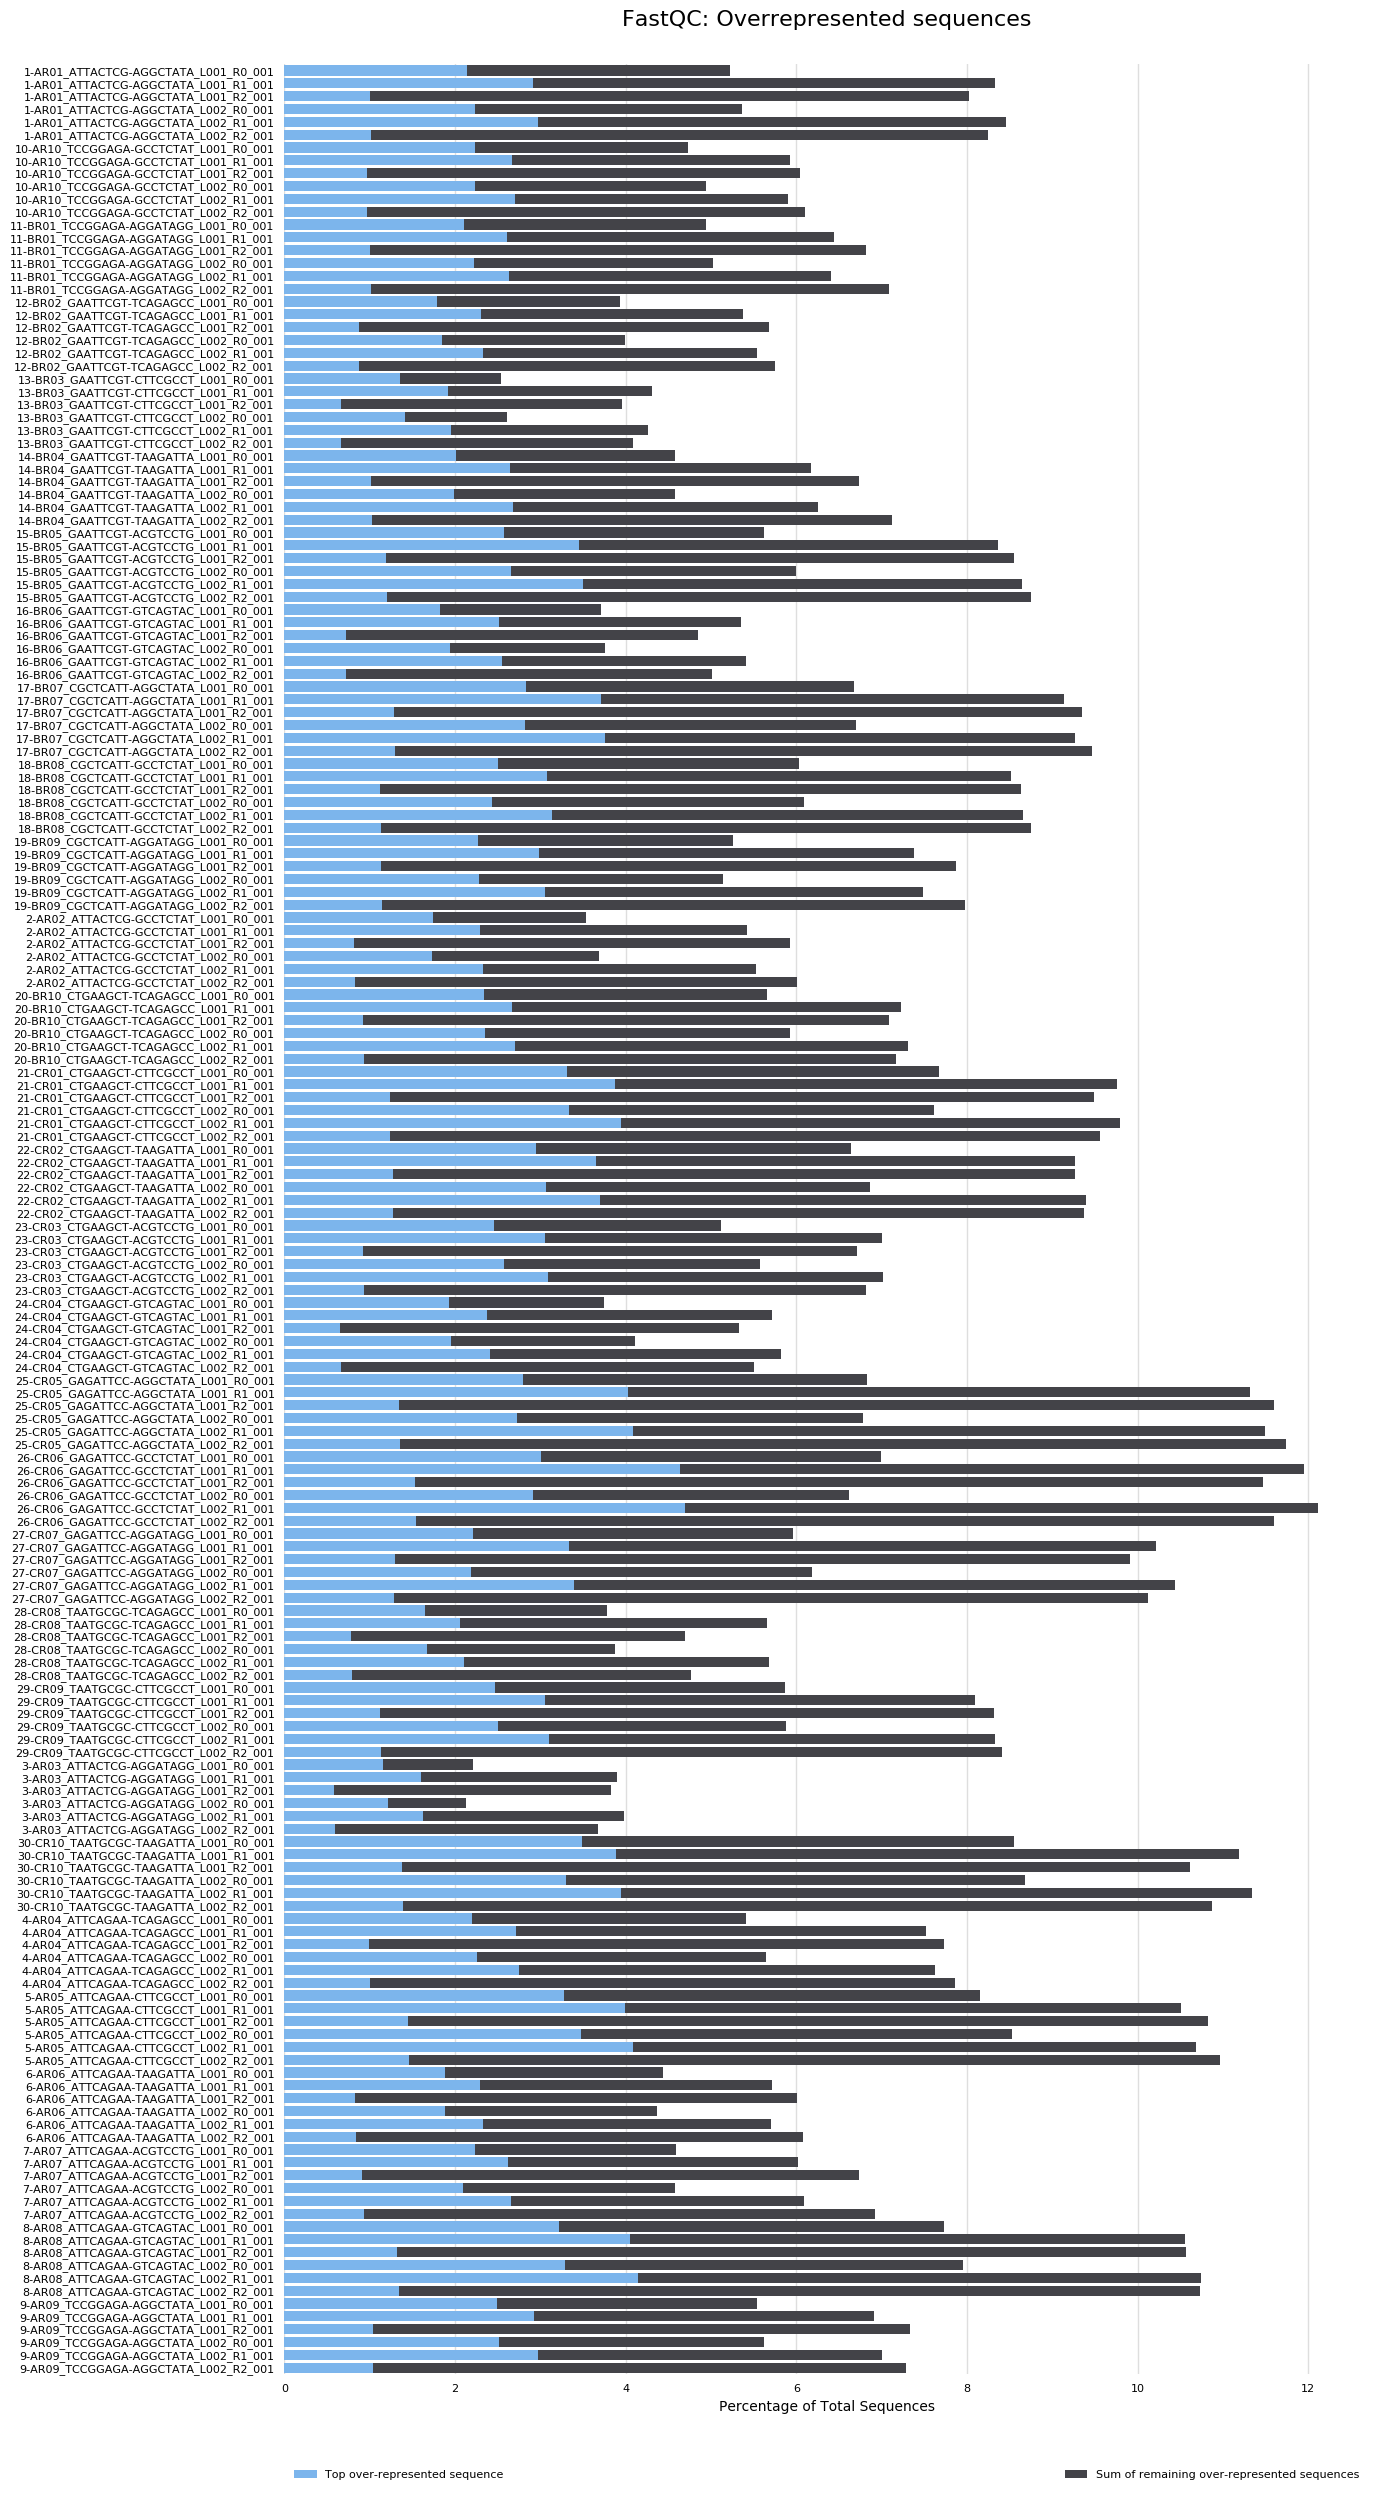 FastQC: Overrepresented sequences
1-AR01_ATTACTCG-AGGCTATA_L001_R0_001
1-AR01_ATTACTCG-AGGCTATA_L001_R1_001
1-AR01_ATTACTCG-AGGCTATA_L001_R2_001
1-AR01_ATTACTCG-AGGCTATA_L002_R0_001
1-AR01_ATTACTCG-AGGCTATA_L002_R1_001
1-AR01_ATTACTCG-AGGCTATA_L002_R2_001
10-AR10_TCCGGAGA-GCCTCTAT_L001_R0_001
10-AR10_TCCGGAGA-GCCTCTAT_L001_R1_001
10-AR10_TCCGGAGA-GCCTCTAT_L001_R2_001
10-AR10_TCCGGAGA-GCCTCTAT_L002_R0_001
10-AR10_TCCGGAGA-GCCTCTAT_L002_R1_001
10-AR10_TCCGGAGA-GCCTCTAT_L002_R2_001
11-BR01_TCCGGAGA-AGGATAGG_L001_R0_001
11-BR01_TCCGGAGA-AGGATAGG_L001_R1_001
11-BR01_TCCGGAGA-AGGATAGG_L001_R2_001
11-BR01_TCCGGAGA-AGGATAGG_L002_R0_001
11-BR01_TCCGGAGA-AGGATAGG_L002_R1_001
11-BR01_TCCGGAGA-AGGATAGG_L002_R2_001
12-BR02_GAATTCGT-TCAGAGCC_L001_R0_001
12-BR02_GAATTCGT-TCAGAGCC_L001_R1_001
12-BR02_GAATTCGT-TCAGAGCC_L001_R2_001
12-BR02_GAATTCGT-TCAGAGCC_L002_R0_001
12-BR02_GAATTCGT-TCAGAGCC_L002_R1_001
12-BR02_GAATTCGT-TCAGAGCC_L002_R2_001
13-BR03_GAATTCGT-CTTCGCCT_L001_R0_001
13-BR03_GAATTCGT-CTTCGCCT_L001_R1_001
13-BR03_GAATTCGT-CTTCGCCT_L001_R2_001
13-BR03_GAATTCGT-CTTCGCCT_L002_R0_001
13-BR03_GAATTCGT-CTTCGCCT_L002_R1_001
13-BR03_GAATTCGT-CTTCGCCT_L002_R2_001
14-BR04_GAATTCGT-TAAGATTA_L001_R0_001
14-BR04_GAATTCGT-TAAGATTA_L001_R1_001
14-BR04_GAATTCGT-TAAGATTA_L001_R2_001
14-BR04_GAATTCGT-TAAGATTA_L002_R0_001
14-BR04_GAATTCGT-TAAGATTA_L002_R1_001
14-BR04_GAATTCGT-TAAGATTA_L002_R2_001
15-BR05_GAATTCGT-ACGTCCTG_L001_R0_001
15-BR05_GAATTCGT-ACGTCCTG_L001_R1_001
15-BR05_GAATTCGT-ACGTCCTG_L001_R2_001
15-BR05_GAATTCGT-ACGTCCTG_L002_R0_001
15-BR05_GAATTCGT-ACGTCCTG_L002_R1_001
15-BR05_GAATTCGT-ACGTCCTG_L002_R2_001
16-BR06_GAATTCGT-GTCAGTAC_L001_R0_001
16-BR06_GAATTCGT-GTCAGTAC_L001_R1_001
16-BR06_GAATTCGT-GTCAGTAC_L001_R2_001
16-BR06_GAATTCGT-GTCAGTAC_L002_R0_001
16-BR06_GAATTCGT-GTCAGTAC_L002_R1_001
16-BR06_GAATTCGT-GTCAGTAC_L002_R2_001
17-BR07_CGCTCATT-AGGCTATA_L001_R0_001
17-BR07_CGCTCATT-AGGCTATA_L001_R1_001
17-BR07_CGCTCATT-AGGCTATA_L001_R2_001
17-BR07_CGCTCATT-AGGCTATA_L002_R0_001
17-BR07_CGCTCATT-AGGCTATA_L002_R1_001
17-BR07_CGCTCATT-AGGCTATA_L002_R2_001
18-BR08_CGCTCATT-GCCTCTAT_L001_R0_001
18-BR08_CGCTCATT-GCCTCTAT_L001_R1_001
18-BR08_CGCTCATT-GCCTCTAT_L001_R2_001
18-BR08_CGCTCATT-GCCTCTAT_L002_R0_001
18-BR08_CGCTCATT-GCCTCTAT_L002_R1_001
18-BR08_CGCTCATT-GCCTCTAT_L002_R2_001
19-BR09_CGCTCATT-AGGATAGG_L001_R0_001
19-BR09_CGCTCATT-AGGATAGG_L001_R1_001
19-BR09_CGCTCATT-AGGATAGG_L001_R2_001
19-BR09_CGCTCATT-AGGATAGG_L002_R0_001
19-BR09_CGCTCATT-AGGATAGG_L002_R1_001
19-BR09_CGCTCATT-AGGATAGG_L002_R2_001
2-AR02_ATTACTCG-GCCTCTAT_L001_R0_001
2-AR02_ATTACTCG-GCCTCTAT_L001_R1_001
2-AR02_ATTACTCG-GCCTCTAT_L001_R2_001
2-AR02_ATTACTCG-GCCTCTAT_L002_R0_001
2-AR02_ATTACTCG-GCCTCTAT_L002_R1_001
2-AR02_ATTACTCG-GCCTCTAT_L002_R2_001
20-BR10_CTGAAGCT-TCAGAGCC_L001_R0_001
20-BR10_CTGAAGCT-TCAGAGCC_L001_R1_001
20-BR10_CTGAAGCT-TCAGAGCC_L001_R2_001
20-BR10_CTGAAGCT-TCAGAGCC_L002_R0_001
20-BR10_CTGAAGCT-TCAGAGCC_L002_R1_001
20-BR10_CTGAAGCT-TCAGAGCC_L002_R2_001
21-CR01_CTGAAGCT-CTTCGCCT_L001_R0_001
21-CR01_CTGAAGCT-CTTCGCCT_L001_R1_001
21-CR01_CTGAAGCT-CTTCGCCT_L001_R2_001
21-CR01_CTGAAGCT-CTTCGCCT_L002_R0_001
21-CR01_CTGAAGCT-CTTCGCCT_L002_R1_001
21-CR01_CTGAAGCT-CTTCGCCT_L002_R2_001
22-CR02_CTGAAGCT-TAAGATTA_L001_R0_001
22-CR02_CTGAAGCT-TAAGATTA_L001_R1_001
22-CR02_CTGAAGCT-TAAGATTA_L001_R2_001
22-CR02_CTGAAGCT-TAAGATTA_L002_R0_001
22-CR02_CTGAAGCT-TAAGATTA_L002_R1_001
22-CR02_CTGAAGCT-TAAGATTA_L002_R2_001
23-CR03_CTGAAGCT-ACGTCCTG_L001_R0_001
23-CR03_CTGAAGCT-ACGTCCTG_L001_R1_001
23-CR03_CTGAAGCT-ACGTCCTG_L001_R2_001
23-CR03_CTGAAGCT-ACGTCCTG_L002_R0_001
23-CR03_CTGAAGCT-ACGTCCTG_L002_R1_001
23-CR03_CTGAAGCT-ACGTCCTG_L002_R2_001
24-CR04_CTGAAGCT-GTCAGTAC_L001_R0_001
24-CR04_CTGAAGCT-GTCAGTAC_L001_R1_001
24-CR04_CTGAAGCT-GTCAGTAC_L001_R2_001
24-CR04_CTGAAGCT-GTCAGTAC_L002_R0_001
24-CR04_CTGAAGCT-GTCAGTAC_L002_R1_001
24-CR04_CTGAAGCT-GTCAGTAC_L002_R2_001
25-CR05_GAGATTCC-AGGCTATA_L001_R0_001
25-CR05_GAGATTCC-AGGCTATA_L001_R1_001
25-CR05_GAGATTCC-AGGCTATA_L001_R2_001
25-CR05_GAGATTCC-AGGCTATA_L002_R0_001
25-CR05_GAGATTCC-AGGCTATA_L002_R1_001
25-CR05_GAGATTCC-AGGCTATA_L002_R2_001
26-CR06_GAGATTCC-GCCTCTAT_L001_R0_001
26-CR06_GAGATTCC-GCCTCTAT_L001_R1_001
26-CR06_GAGATTCC-GCCTCTAT_L001_R2_001
26-CR06_GAGATTCC-GCCTCTAT_L002_R0_001
26-CR06_GAGATTCC-GCCTCTAT_L002_R1_001
26-CR06_GAGATTCC-GCCTCTAT_L002_R2_001
27-CR07_GAGATTCC-AGGATAGG_L001_R0_001
27-CR07_GAGATTCC-AGGATAGG_L001_R1_001
27-CR07_GAGATTCC-AGGATAGG_L001_R2_001
27-CR07_GAGATTCC-AGGATAGG_L002_R0_001
27-CR07_GAGATTCC-AGGATAGG_L002_R1_001
27-CR07_GAGATTCC-AGGATAGG_L002_R2_001
28-CR08_TAATGCGC-TCAGAGCC_L001_R0_001
28-CR08_TAATGCGC-TCAGAGCC_L001_R1_001
28-CR08_TAATGCGC-TCAGAGCC_L001_R2_001
28-CR08_TAATGCGC-TCAGAGCC_L002_R0_001
28-CR08_TAATGCGC-TCAGAGCC_L002_R1_001
28-CR08_TAATGCGC-TCAGAGCC_L002_R2_001
29-CR09_TAATGCGC-CTTCGCCT_L001_R0_001
29-CR09_TAATGCGC-CTTCGCCT_L001_R1_001
29-CR09_TAATGCGC-CTTCGCCT_L001_R2_001
29-CR09_TAATGCGC-CTTCGCCT_L002_R0_001
29-CR09_TAATGCGC-CTTCGCCT_L002_R1_001
29-CR09_TAATGCGC-CTTCGCCT_L002_R2_001
3-AR03_ATTACTCG-AGGATAGG_L001_R0_001
3-AR03_ATTACTCG-AGGATAGG_L001_R1_001
3-AR03_ATTACTCG-AGGATAGG_L001_R2_001
3-AR03_ATTACTCG-AGGATAGG_L002_R0_001
3-AR03_ATTACTCG-AGGATAGG_L002_R1_001
3-AR03_ATTACTCG-AGGATAGG_L002_R2_001
30-CR10_TAATGCGC-TAAGATTA_L001_R0_001
30-CR10_TAATGCGC-TAAGATTA_L001_R1_001
30-CR10_TAATGCGC-TAAGATTA_L001_R2_001
30-CR10_TAATGCGC-TAAGATTA_L002_R0_001
30-CR10_TAATGCGC-TAAGATTA_L002_R1_001
30-CR10_TAATGCGC-TAAGATTA_L002_R2_001
4-AR04_ATTCAGAA-TCAGAGCC_L001_R0_001
4-AR04_ATTCAGAA-TCAGAGCC_L001_R1_001
4-AR04_ATTCAGAA-TCAGAGCC_L001_R2_001
4-AR04_ATTCAGAA-TCAGAGCC_L002_R0_001
4-AR04_ATTCAGAA-TCAGAGCC_L002_R1_001
4-AR04_ATTCAGAA-TCAGAGCC_L002_R2_001
5-AR05_ATTCAGAA-CTTCGCCT_L001_R0_001
5-AR05_ATTCAGAA-CTTCGCCT_L001_R1_001
5-AR05_ATTCAGAA-CTTCGCCT_L001_R2_001
5-AR05_ATTCAGAA-CTTCGCCT_L002_R0_001
5-AR05_ATTCAGAA-CTTCGCCT_L002_R1_001
5-AR05_ATTCAGAA-CTTCGCCT_L002_R2_001
6-AR06_ATTCAGAA-TAAGATTA_L001_R0_001
6-AR06_ATTCAGAA-TAAGATTA_L001_R1_001
6-AR06_ATTCAGAA-TAAGATTA_L001_R2_001
6-AR06_ATTCAGAA-TAAGATTA_L002_R0_001
6-AR06_ATTCAGAA-TAAGATTA_L002_R1_001
6-AR06_ATTCAGAA-TAAGATTA_L002_R2_001
7-AR07_ATTCAGAA-ACGTCCTG_L001_R0_001
7-AR07_ATTCAGAA-ACGTCCTG_L001_R1_001
7-AR07_ATTCAGAA-ACGTCCTG_L001_R2_001
7-AR07_ATTCAGAA-ACGTCCTG_L002_R0_001
7-AR07_ATTCAGAA-ACGTCCTG_L002_R1_001
7-AR07_ATTCAGAA-ACGTCCTG_L002_R2_001
8-AR08_ATTCAGAA-GTCAGTAC_L001_R0_001
8-AR08_ATTCAGAA-GTCAGTAC_L001_R1_001
8-AR08_ATTCAGAA-GTCAGTAC_L001_R2_001
8-AR08_ATTCAGAA-GTCAGTAC_L002_R0_001
8-AR08_ATTCAGAA-GTCAGTAC_L002_R1_001
8-AR08_ATTCAGAA-GTCAGTAC_L002_R2_001
9-AR09_TCCGGAGA-AGGCTATA_L001_R0_001
9-AR09_TCCGGAGA-AGGCTATA_L001_R1_001
9-AR09_TCCGGAGA-AGGCTATA_L001_R2_001
9-AR09_TCCGGAGA-AGGCTATA_L002_R0_001
9-AR09_TCCGGAGA-AGGCTATA_L002_R1_001
9-AR09_TCCGGAGA-AGGCTATA_L002_R2_001
0 2 4 6 8 10 12
Percentage of Total Sequences
Top over-represented sequence Sum of remaining over-represented sequences